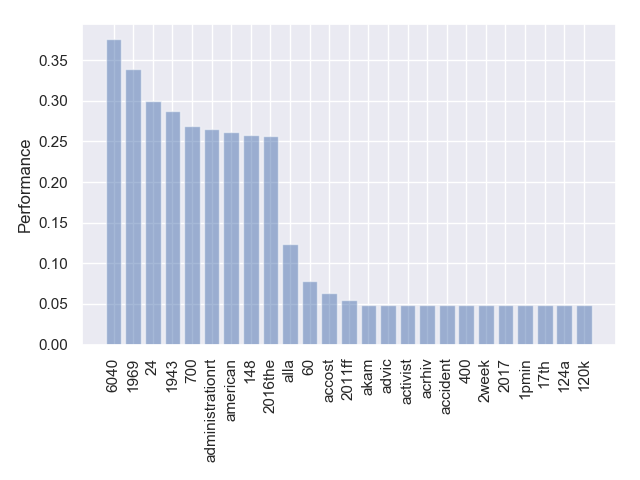 0.35
0.30
0.25
0.20
0.15
0.10
0.05
0.00
Performance
6040
1969
24
1943
700
administrationrt
american
148
2016the
alla
60
accost
2011ff
akam
advic
activist
acrhiv
accident
400
2week
2017
1pmin
17th
124a
120k